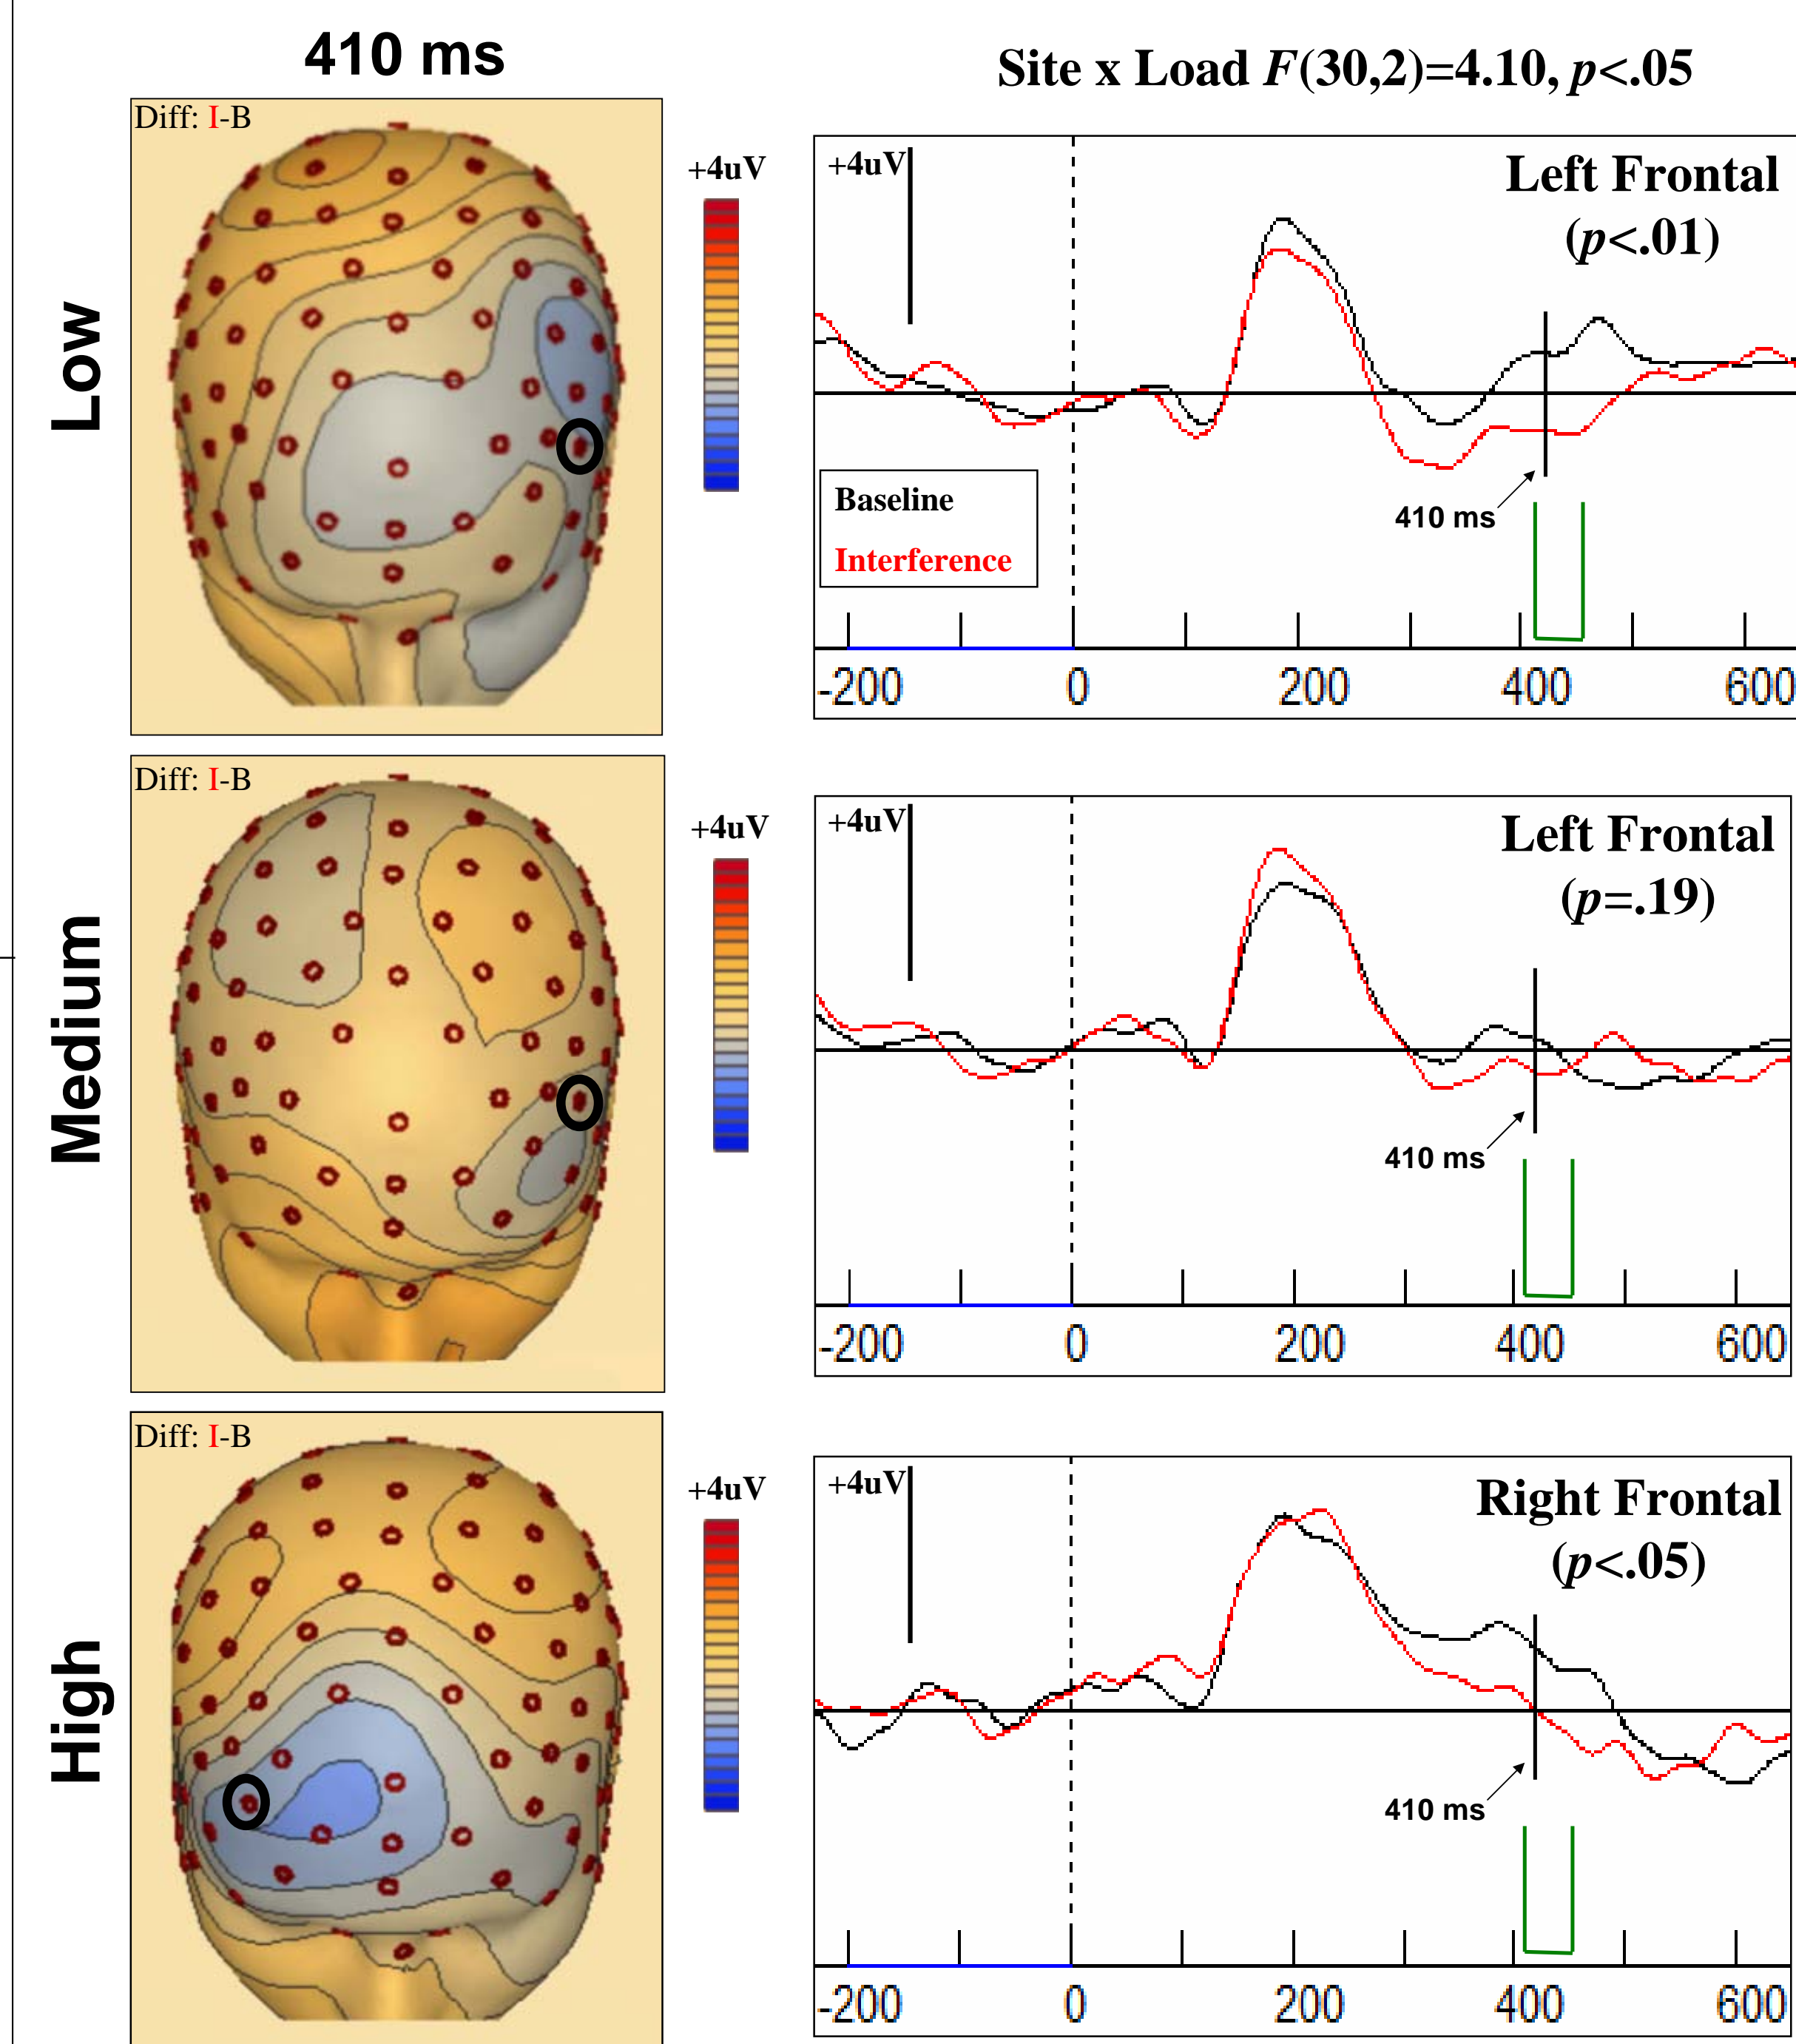 410 ms
Site x Load F(30,2)=4.10, p<.05
Low
Diff: I-B
+4uV
+4uV
Left Frontal
(p<.01)
Baseline
Interference
410 ms
-200 0 200 400 600
Medium
Diff: I-B
+4uV
+4uV
Left Frontal
(p=.19)
410 ms
-200 0 200 400 600
High
Diff: I-B
+4uV
+4uV
Right Frontal
(p<.05)
410 ms
-200 0 200 400 600